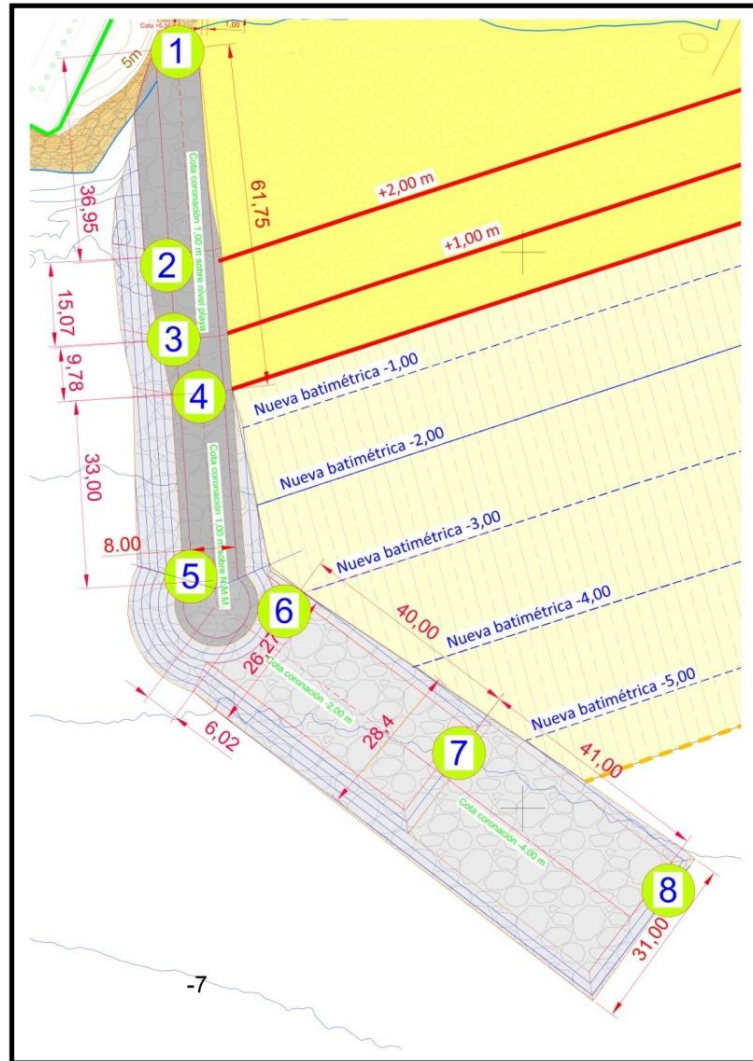 Cota +5,50
,00
1
5m
36,95
61,75
Cota coronación 1,00 m sobre nivel playa
+2,00 m
+1,00 m
2
15,07
3
9,78
4
Nueva batimétrica -1,00
Nueva batimétrica -2,00
33,00
Cota coronación 1,00 m sobre N.M.M
8.00
5
Nueva batimétrica -3,00
6
40,00
Nueva batimétrica -4,00
26,27
Cota coronación -2,00 m
Nueva batimétrica -5,00
6,02
28,4
7
41,00
Cota coronación -4,00 m
8
31,00
-7